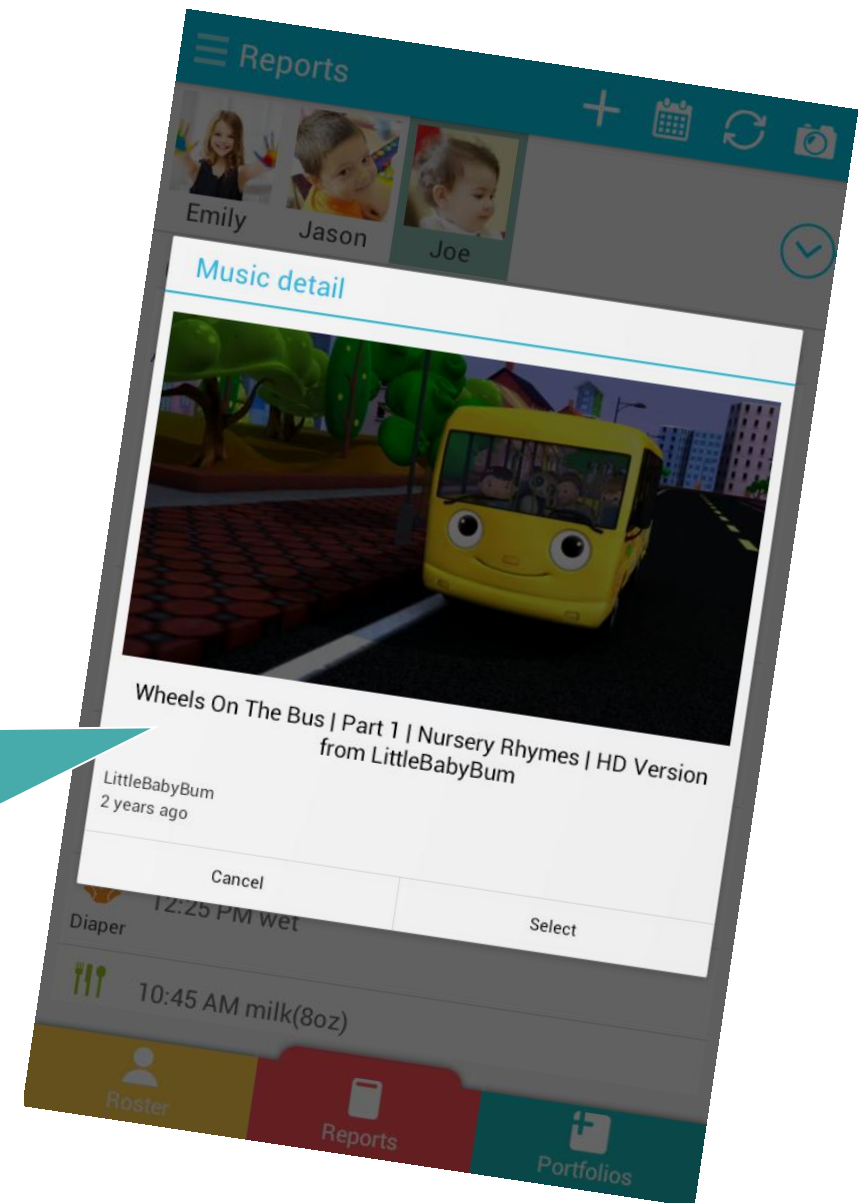 Reports
Emily
Jason
Joe
Music detail
Wheels On The Bus | Part 1 | Nursery Rhymes | HD Version
from LittleBabyBum
LittleBabyBum
2 years ago
Cancel
Select
12:25 PM wet
Diaper
10:45 AM milk(8oz)
Roster
Reports
Portfolios